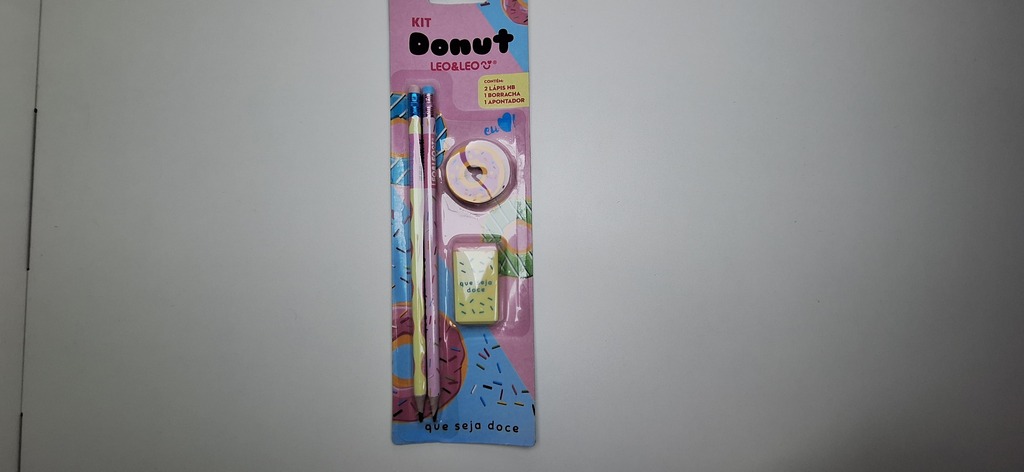 KIT
Donut
LEO&LEO®
CONTÉM:
2 LÁPIS HB
1 BORRACHA
1 APONTADOR
eu
que seja
doce
que seja doce